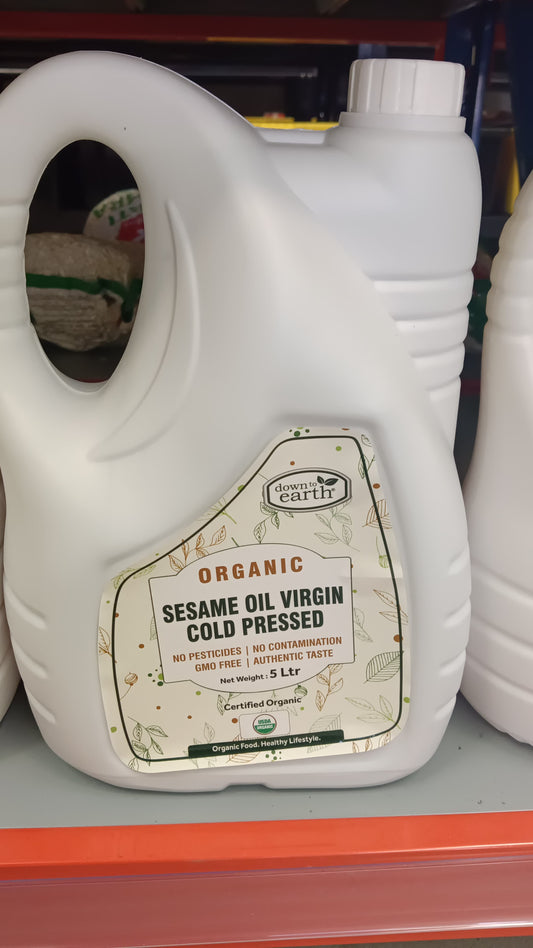 down to
earth®
ORGANIC
SESAME OIL VIRGIN
COLD PRESSED
NO PESTICIDES | NO CONTAMINATION
GMO FREE | AUTHENTIC TASTE
Net Weight : 5 Ltr
Certified Organic
USDA
ORGANIC
Organic Food. Healthy Lifestyle.